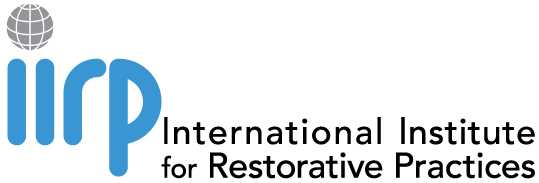 iirp
International Institute
for Restorative Practices